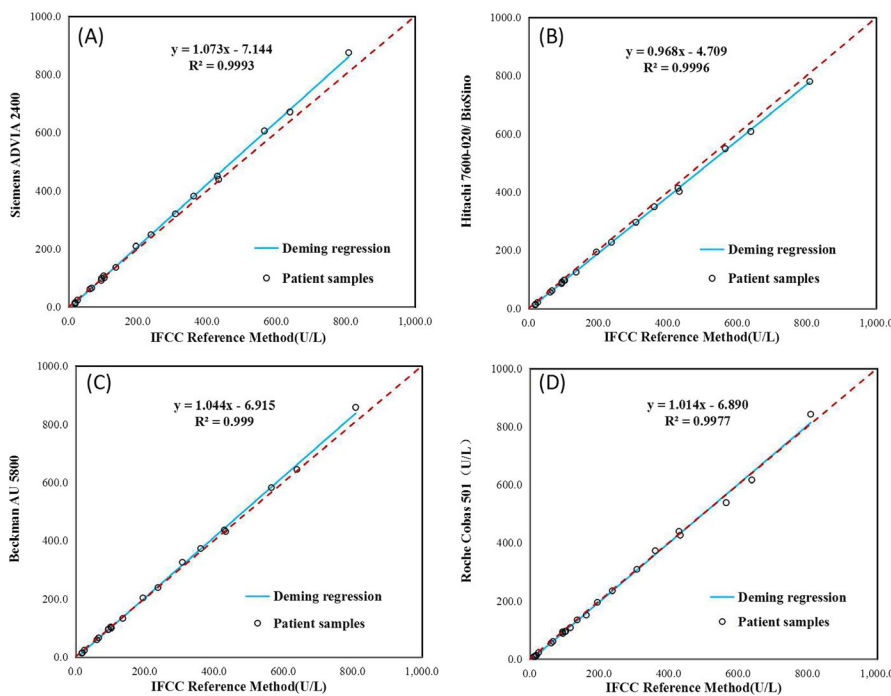 (A)
y = 1.073x - 7.144
R² = 0.9993
1000.0
800.0
600.0
400.0
200.0
0.0
Siemens ADVIA 2400
Deming regression
Patient samples
0.0 200.0 400.0 600.0 800.0 1,000.0
IFCC Reference Method(U/L)
(B)
y = 0.968x - 4.709
R² = 0.9996
1000.0
800.0
600.0
400.0
200.0
0.0
Hitachi 7600-020/ BioSino
Deming regression
Patient samples
0.0 200.0 400.0 600.0 800.0 1,000.0
IFCC Reference Method(U/L)
(C)
y = 1.044x - 6.915
R² = 0.999
1000.0
800.0
600.0
400.0
200.0
0.0
Beckman AU 5800
Deming regression
Patient samples
0.0 200.0 400.0 600.0 800.0 1,000.0
IFCC Reference Method(U/L)
(D)
y = 1.014x - 6.890
R² = 0.9977
1000.0
800.0
600.0
400.0
200.0
0.0
Roche Cobas 501（U/L）
Deming regression
Patient samples
0.0 200.0 400.0 600.0 800.0 1,000.0
IFCC Reference Method(U/L)